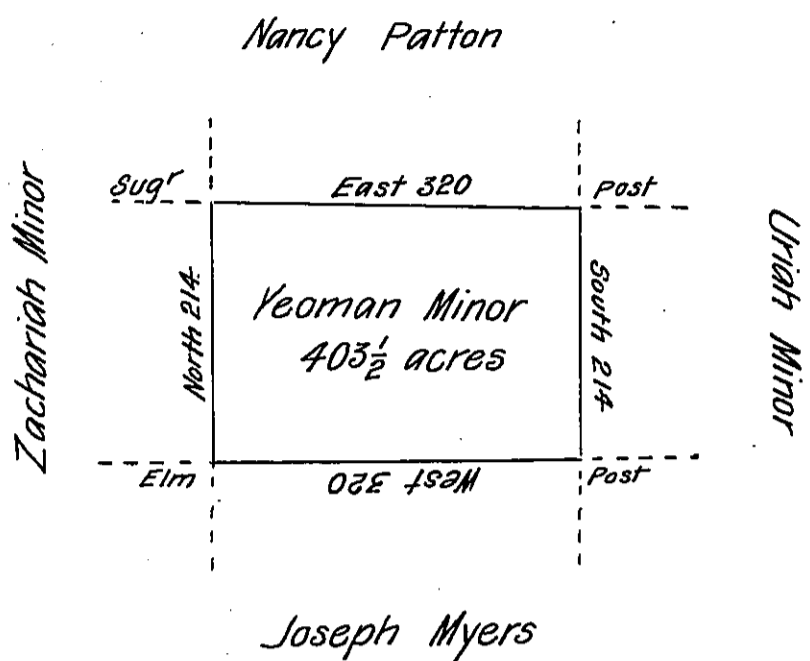 Nancy Patton
Sugʳ
East 320
Post
Zachariah Minor
North 214
Yeoman Minor
403½ acres
South 214
Uriah Minor
Elm
West 320
Post
Joseph Myers